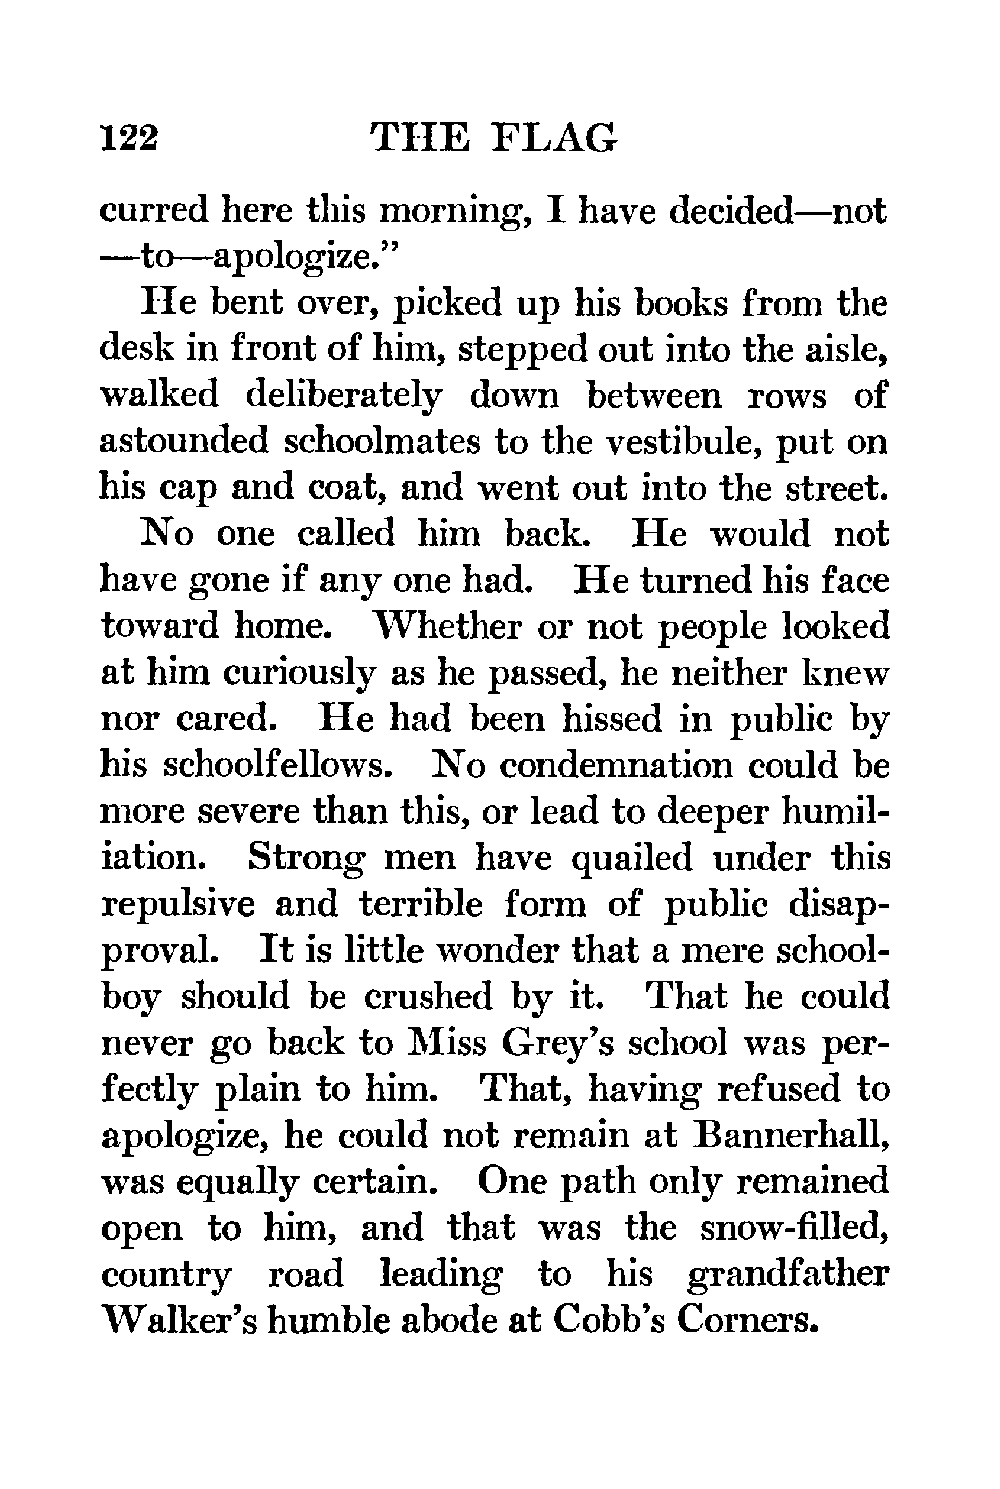 122 THE FLAG
curred here this morning, I have decided—not
—to—apologize."
He bent over, picked up his books from the
desk in front of him, stepped out into the aisle,
walked deliberately down between rows of
astounded schoolmates to the vestibule, put on
his cap and coat, and went out into the street.
No one called him back. He would not
have gone if any one had. He turned his face
toward home. Whether or not people looked
at him curiously as he passed, he neither knew
nor cared. He had been hissed in public by
his schoolfellows. No condemnation could be
more severe than this, or lead to deeper humil-
iation. Strong men have quailed under this
repulsive and terrible form of public disap-
proval. It is little wonder that a mere school-
boy should be crushed by it. That he could
never go back to Miss Grey's school was per-
fectly plain to him. That, having refused to
apologize, he could not remain at Bannerhall,
was equally certain. One path only remained
open to him, and that was the snow-filled,
country road leading to his grandfather
Walker's humble abode at Cobb's Corners.